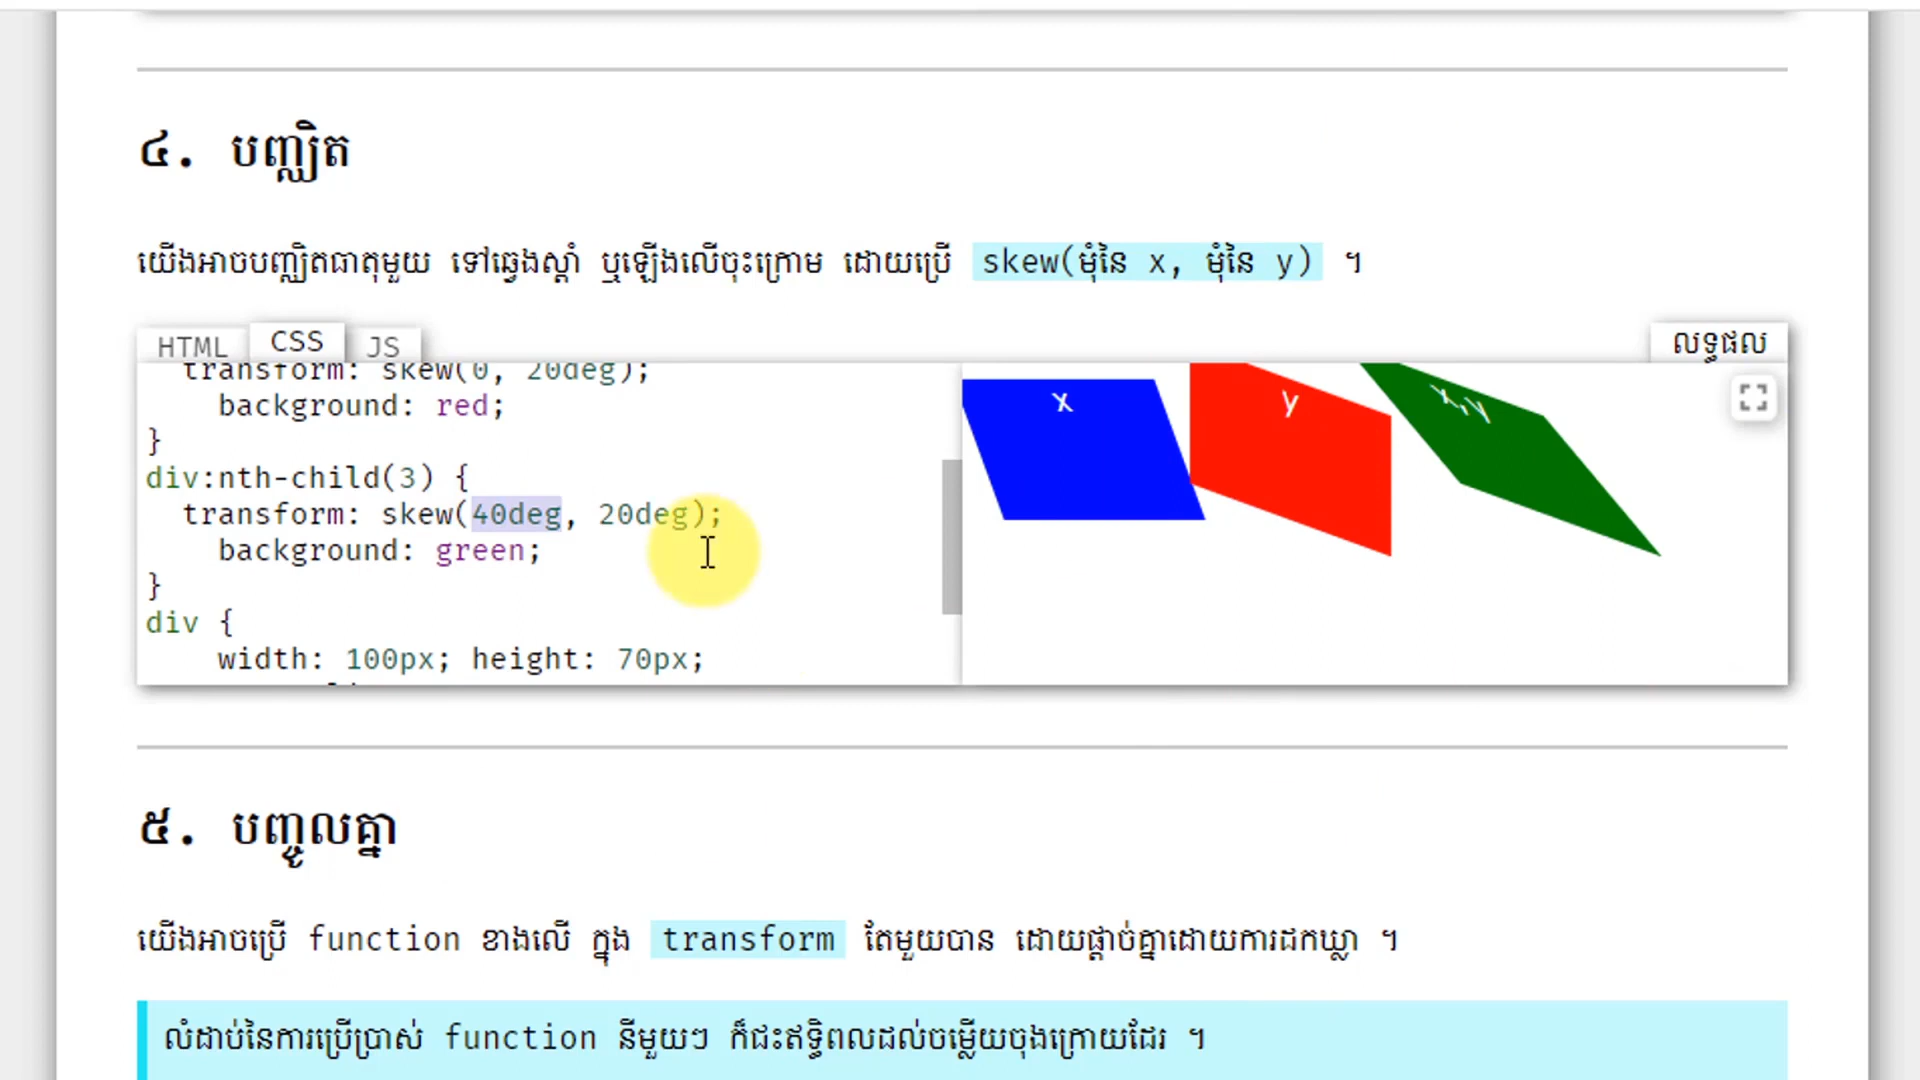 ៤. បញ្ឈិត
យើងអាចបញ្ឈិតធាតុមួយ ទៅឆ្វេងស្តាំ ឬឡើងលើចុះក្រោម ដោយប្រើ skew(មុំនៃ x, មុំនៃ y) ។
HTML CSS JS លទ្ធផល
transform: skew(0, 20deg);
background: red;
}
div:nth-child(3) {
transform: skew(40deg, 20deg);
background: green;
}
div {
width: 100px; height: 70px;
x y x,y
៥. បញ្ចូលគ្នា
យើងអាចប្រើ function ខាងលើ ក្នុង transform តែមួយបាន ដោយផ្តាច់គ្នាដោយការដកឃ្លា ។
លំដាប់នៃការប្រើប្រាស់ function នីមួយៗ ក៏ជះឥទ្ធិពលដល់ចម្លើយចុងក្រោយដែរ ។